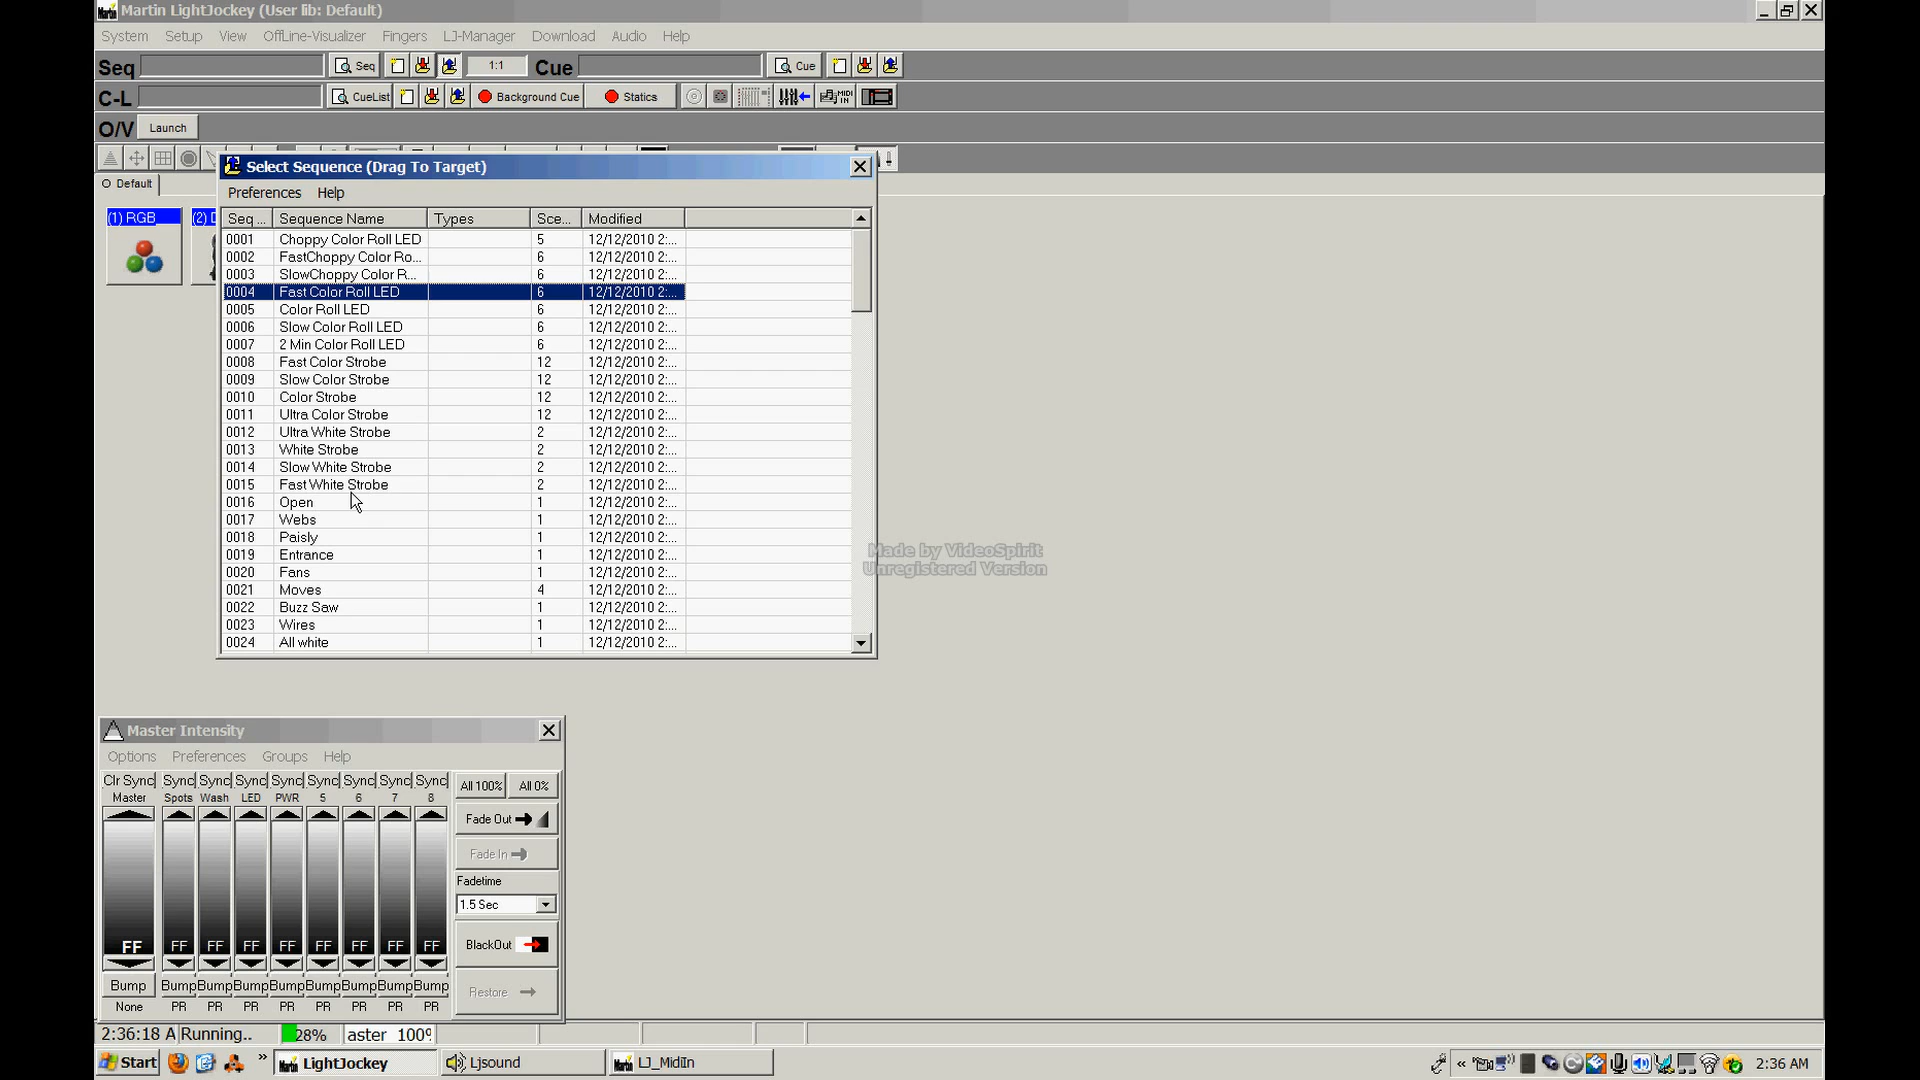 Martin LightJockey (User lib: Default)
System Setup View OffLine-Visualizer Fingers LJ-Manager Download Audio Help
Seq Seq 1:1 Cue Cue
C-L CueList Background Cue Statics MIDI IN
O/V Launch
Default
Select Sequence (Drag To Target)
Preferences Help
(1) RGB (2) D
Seq ... Sequence Name Types Sce... Modified
0001 Choppy Color Roll LED 5 12/12/2010 2:...
0002 FastChoppy Color Ro... 6 12/12/2010 2:...
0003 SlowChoppy Color R... 6 12/12/2010 2:...
0004 Fast Color Roll LED 6 12/12/2010 2:...
0005 Color Roll LED 6 12/12/2010 2:...
0006 Slow Color Roll LED 6 12/12/2010 2:...
0007 2 Min Color Roll LED 6 12/12/2010 2:...
0008 Fast Color Strobe 12 12/12/2010 2:...
0009 Slow Color Strobe 12 12/12/2010 2:...
0010 Color Strobe 12 12/12/2010 2:...
0011 Ultra Color Strobe 12 12/12/2010 2:...
0012 Ultra White Strobe 2 12/12/2010 2:...
0013 White Strobe 2 12/12/2010 2:...
0014 Slow White Strobe 2 12/12/2010 2:...
0015 Fast White Strobe 2 12/12/2010 2:...
0016 Open 1 12/12/2010 2:...
0017 Webs 1 12/12/2010 2:...
0018 Paisly 1 12/12/2010 2:...
0019 Entrance 1 12/12/2010 2:...
0020 Fans 1 12/12/2010 2:...
0021 Moves 4 12/12/2010 2:...
0022 Buzz Saw 1 12/12/2010 2:...
0023 Wires 1 12/12/2010 2:...
0024 All white 1 12/12/2010 2:...
Made by VideoSpirit
Unregistered Version
Master Intensity
Options Preferences Groups Help
Clr Sync Sync Sync Sync Sync Sync Sync Sync Sync
Master Spots Wash LED PWR 5 6 7 8
All 100% All 0%
Fade Out
Fade In
Fadetime
1.5 Sec
BlackOut
FF FF FF FF FF FF FF FF FF
Bump Bump Bump Bump Bump Bump Bump Bump Bump
Restore
None PR PR PR PR PR PR PR PR
2:36:18 A Running.. 28% aster 100%
Start » LightJockey Ljsound LJ_MidiIn « 2:36 AM